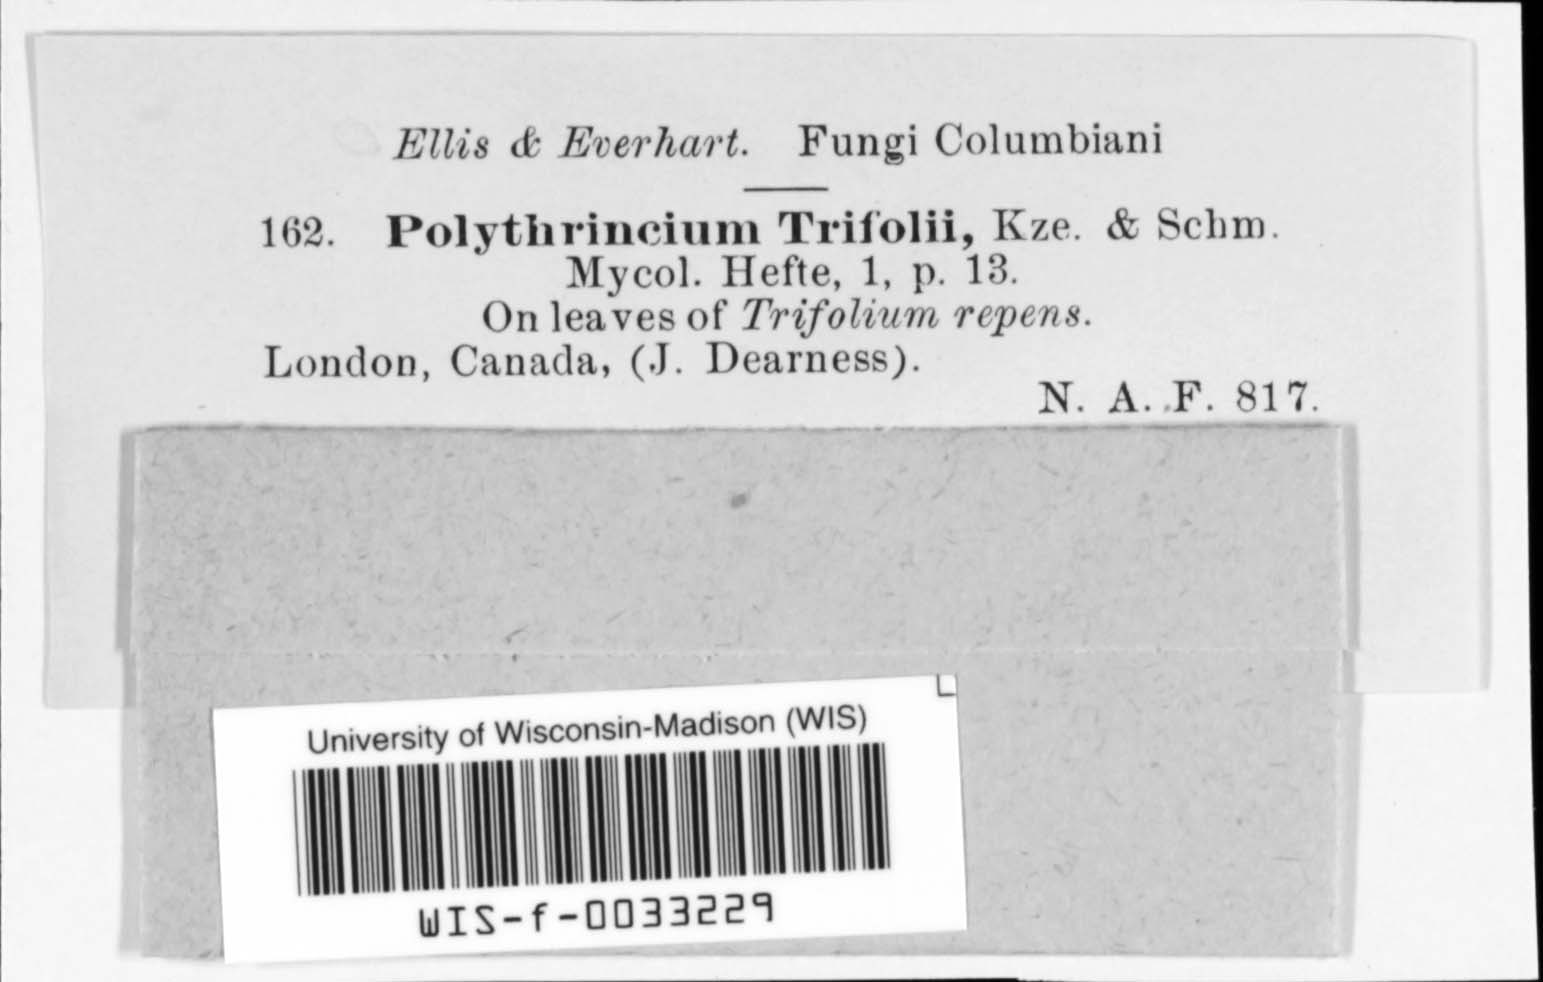 Ellis & Everhart. Fungi Columbiani
162. Polythrincium Trifolii, Kze. & Schm.
Mycol. Hefte, 1, p. 13.
On leaves of Trifolium repens.
London, Canada, (J. Dearness).
N. A. F. 817.
University of Wisconsin-Madison (WIS)
WIS-f-0033229